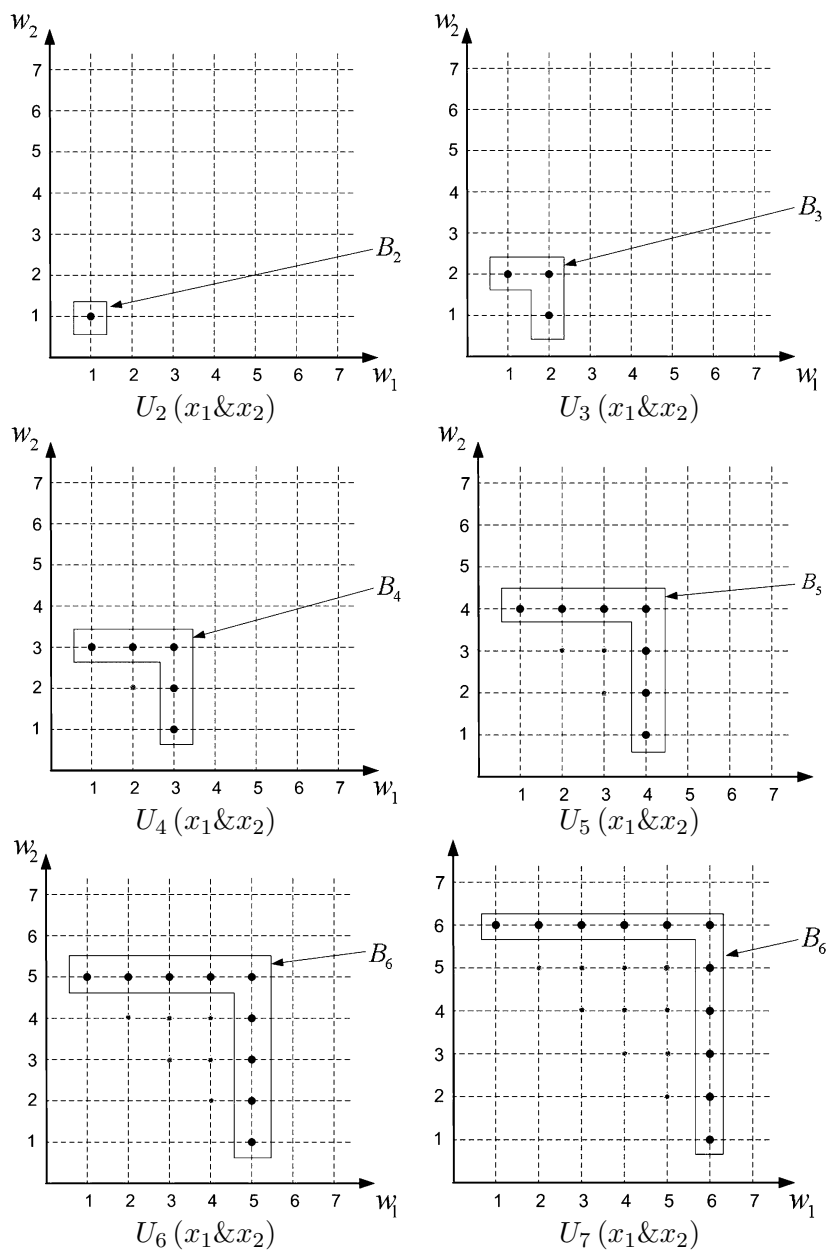 w₂ w₂
7 7
6 6
5 5
4 4
3 B₂ 3 B₃
2 2
1 1
1 2 3 4 5 6 7 w₁ 1 2 3 4 5 6 7 w₁
U₂ (x₁&x₂) U₃ (x₁&x₂)
w₂
7 7
6 6
5 5
4 B₄ 4 B₅
3 3
2 2
1 1
1 2 3 4 5 6 7 w₁ 1 2 3 4 5 6 7
U₄ (x₁&x₂) U₅ (x₁&x₂)
w₂
7 7
6 B₆ 6 B₆
5 5
4 4
3 3
2 2
1 1
1 2 3 4 5 6 7 w₁ 1 2 3 4 5 6 7 w₁
U₆ (x₁&x₂) U₇ (x₁&x₂)